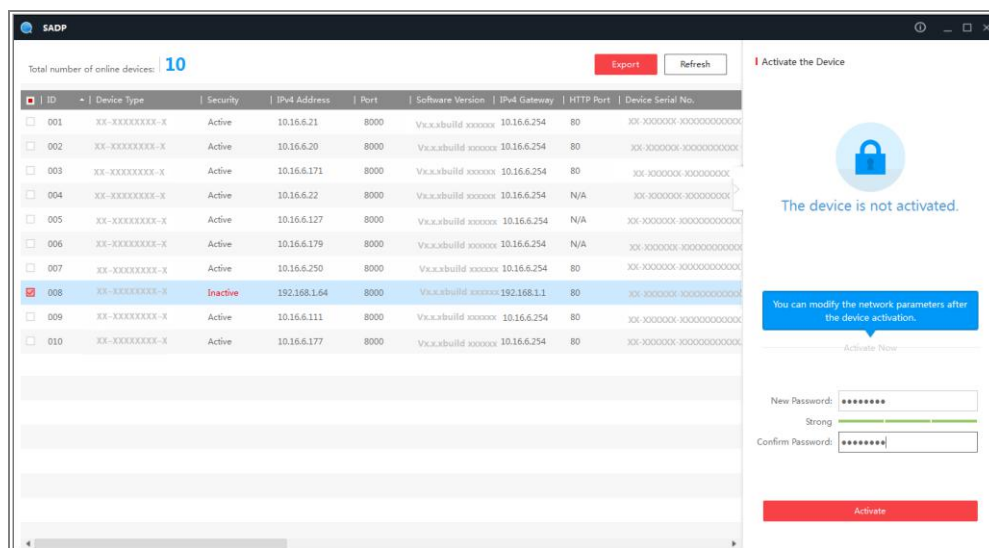 SADP
Total number of online devices: 10
Export
Refresh
ID | Device Type | Security | IPv4 Address | Port | Software Version | IPv4 Gateway | HTTP Port | Device Serial No.
001 XX-XXXXXXXX-X Active 10.16.6.21 8000 Vx.x.xbuild xxxxxx 10.16.6.254 80
002 XX-XXXXXXXX-X Active 10.16.6.20 8000 Vx.x.xbuild xxxxxx 10.16.6.254 80
003 XX-XXXXXXXX-X Active 10.16.6.171 8000 Vx.x.xbuild xxxxxx 10.16.6.254 80
004 XX-XXXXXXXX-X Active 10.16.6.22 8000 Vx.x.xbuild xxxxxx 10.16.6.254 N/A
005 XX-XXXXXXXX-X Active 10.16.6.127 8000 Vx.x.xbuild xxxxxx 10.16.6.254 N/A
006 XX-XXXXXXXX-X Active 10.16.6.179 8000 Vx.x.xbuild xxxxxx 10.16.6.254 N/A
007 XX-XXXXXXXX-X Active 10.16.6.250 8000 Vx.x.xbuild xxxxxx 10.16.6.254 80
008 XX-XXXXXXXX-X Inactive 192.168.1.64 8000 Vx.x.xbuild xxxxxx 192.168.1.1 80
009 XX-XXXXXXXX-X Active 10.16.6.111 8000 Vx.x.xbuild xxxxxx 10.16.6.254 80
010 XX-XXXXXXXX-X Active 10.16.6.177 8000 Vx.x.xbuild xxxxxx 10.16.6.254 80
Activate the Device
The device is not activated.
You can modify the network parameters after
the device activation.
Activate Now
New Password:
Strong
Confirm Password:
Activate